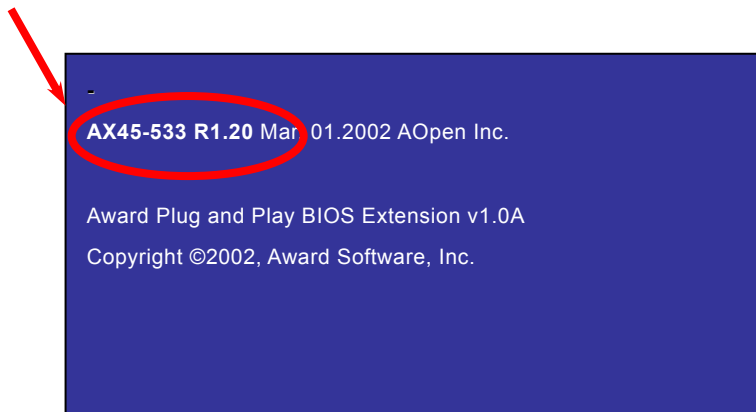 -
AX45-533 R1.20 Mar. 01.2002 AOpen Inc.
Award Plug and Play BIOS Extension v1.0A
Copyright ©2002, Award Software, Inc.